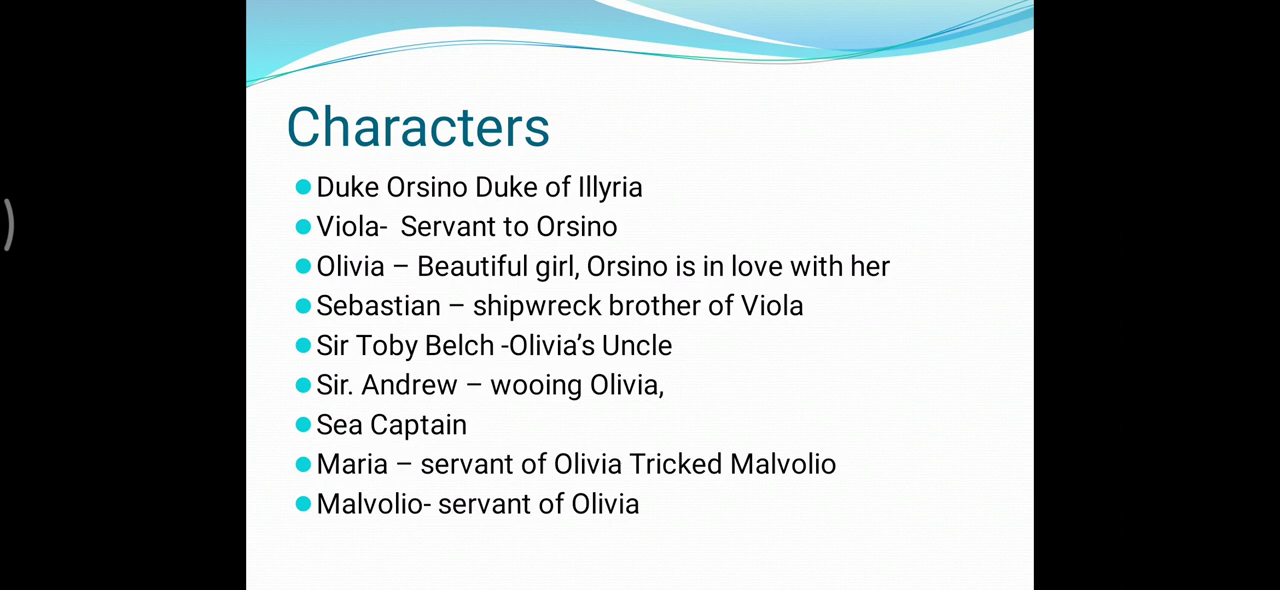 Characters
Duke Orsino Duke of Illyria
Viola-  Servant to Orsino
Olivia – Beautiful girl, Orsino is in love with her
Sebastian – shipwreck brother of Viola
Sir Toby Belch -Olivia’s Uncle
Sir. Andrew – wooing Olivia,
Sea Captain
Maria – servant of Olivia Tricked Malvolio
Malvolio- servant of Olivia